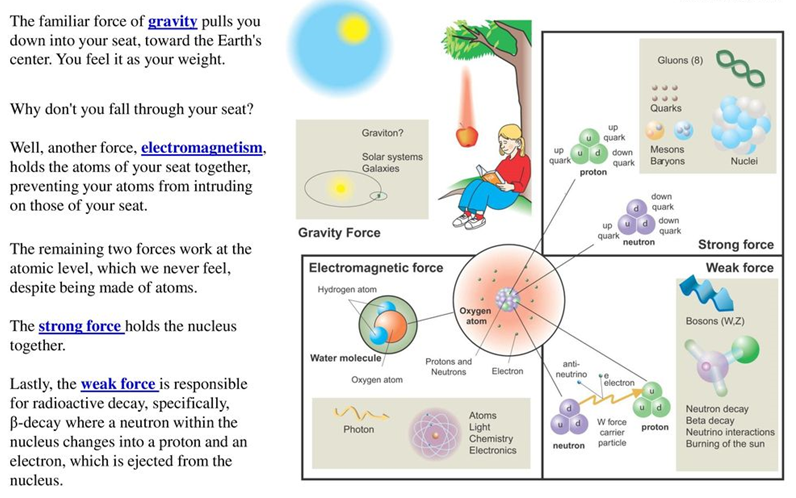 The familiar force of gravity pulls you
down into your seat, toward the Earth's
center. You feel it as your weight.
Why don't you fall through your seat?
Well, another force, electromagnetism,
holds the atoms of your seat together,
preventing your atoms from intruding
on those of your seat.
The remaining two forces work at the
atomic level, which we never feel,
despite being made of atoms.
The strong force holds the nucleus
together.
Lastly, the weak force is responsible
for radioactive decay, specifically,
β-decay where a neutron within the
nucleus changes into a proton and an
electron, which is ejected from the
nucleus.
Graviton?
Solar systems
Galaxies
Gravity Force
Gluons (8)
Quarks
Mesons
Baryons
Nuclei
up
quark
up
quark
u
u
d
down
quark
proton
down
quark
d
up
quark
u
d
down
quark
neutron
Strong force
Electromagnetic force
Hydrogen atom
Water molecule
Oxygen atom
Oxygen
atom
Protons and
Neutrons
Electron
Photon
Atoms
Light
Chemistry
Electronics
Weak force
Bosons (W,Z)
anti-
neutrino
e
electron
d
u
d
neutron
W force
carrier
particle
u
u
d
proton
Neutron decay
Beta decay
Neutrino interactions
Burning of the sun